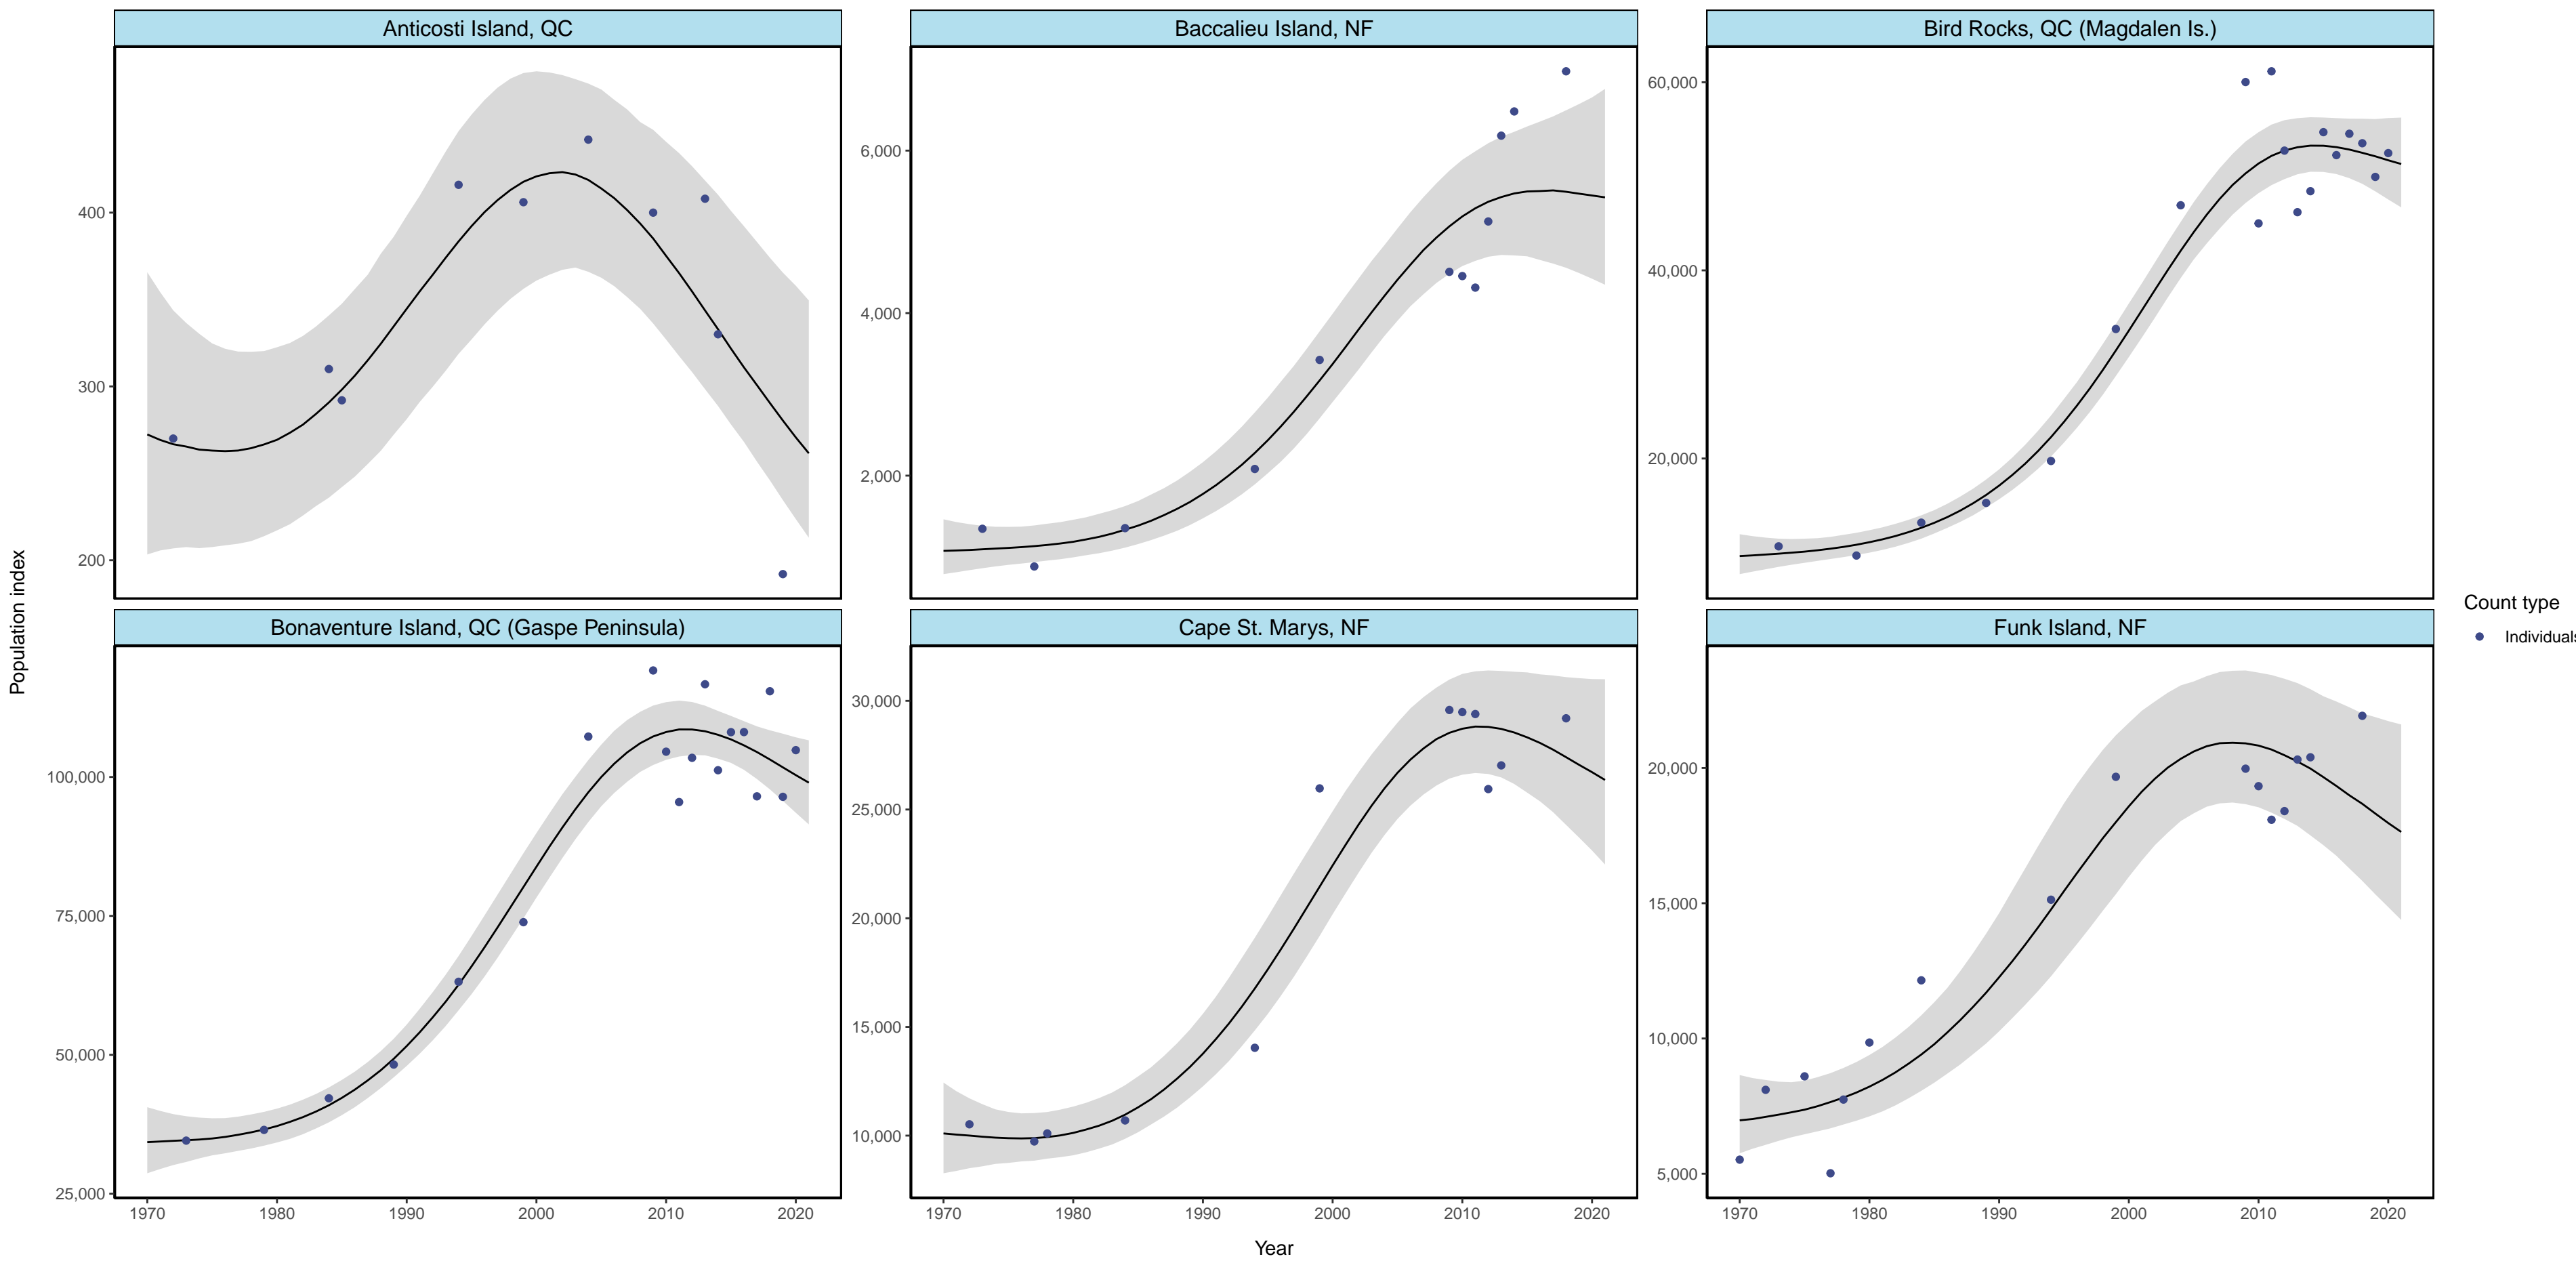 Anticosti Island, QC
Baccalieu Island, NF
Bird Rocks, QC (Magdalen Is.)
400
300
200
6,000
4,000
2,000
60,000
40,000
20,000
Bonaventure Island, QC (Gaspe Peninsula)
Cape St. Marys, NF
Funk Island, NF
100,000
75,000
50,000
25,000
30,000
25,000
20,000
15,000
10,000
20,000
15,000
10,000
5,000
1970 1980 1990 2000 2010 2020
1970 1980 1990 2000 2010 2020
1970 1980 1990 2000 2010 2020
Year
Population index
Count type
Individuals